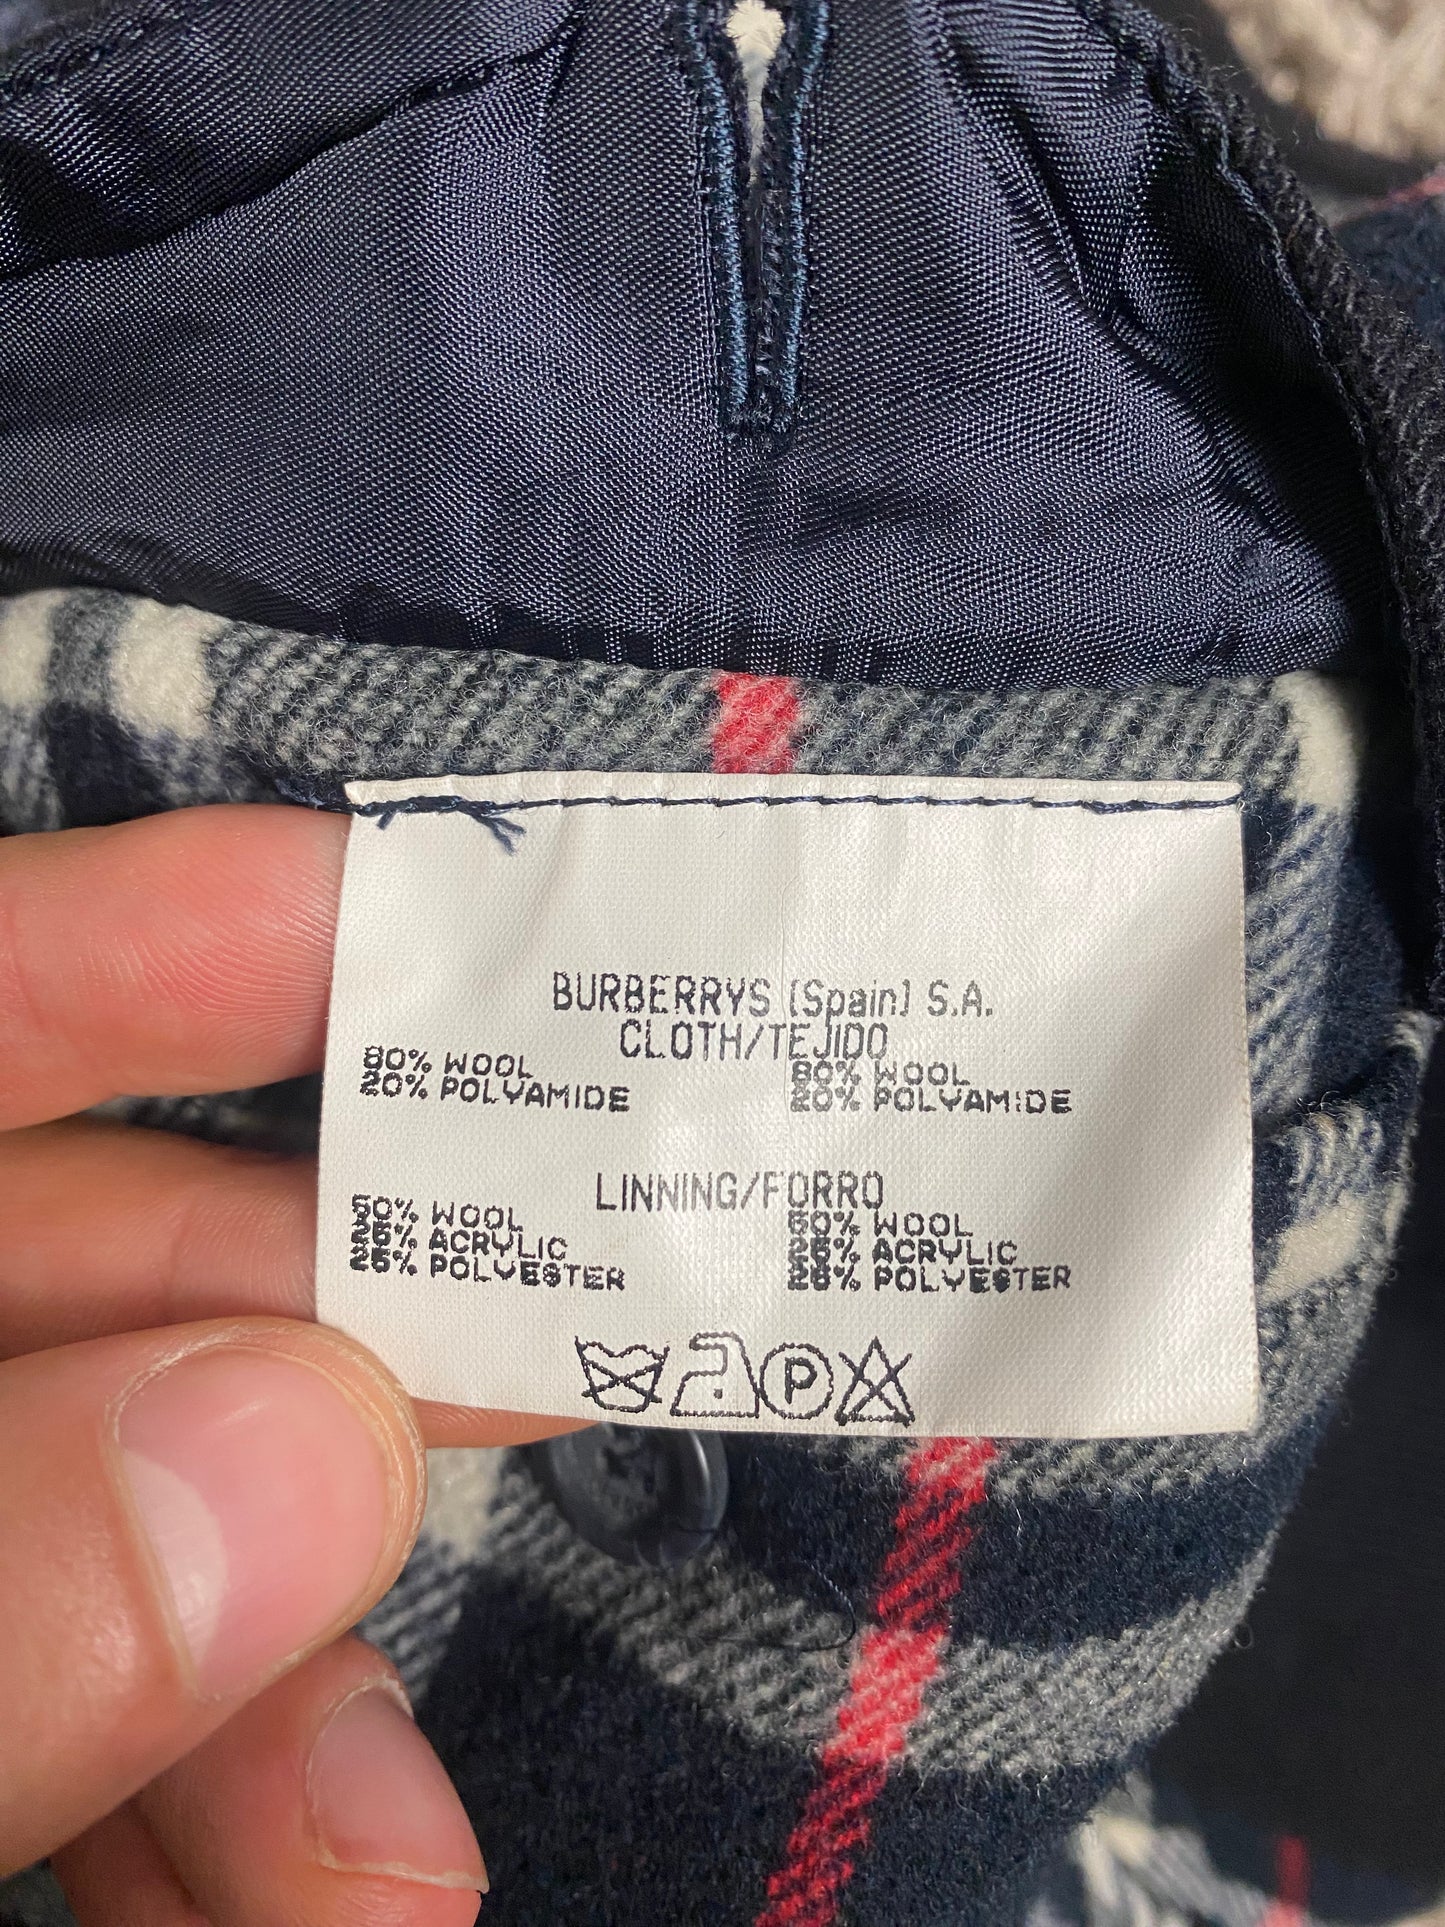 BURBERRYS (Spain) S.A.
CLOTH/TEJIDO
80% WOOL 80% WOOL
20% POLYAMIDE 20% POLYAMIDE
LINNING/FORRO
50% WOOL 50% WOOL
25% ACRYLIC 25% ACRYLIC
25% POLYESTER 25% POLYESTER
P